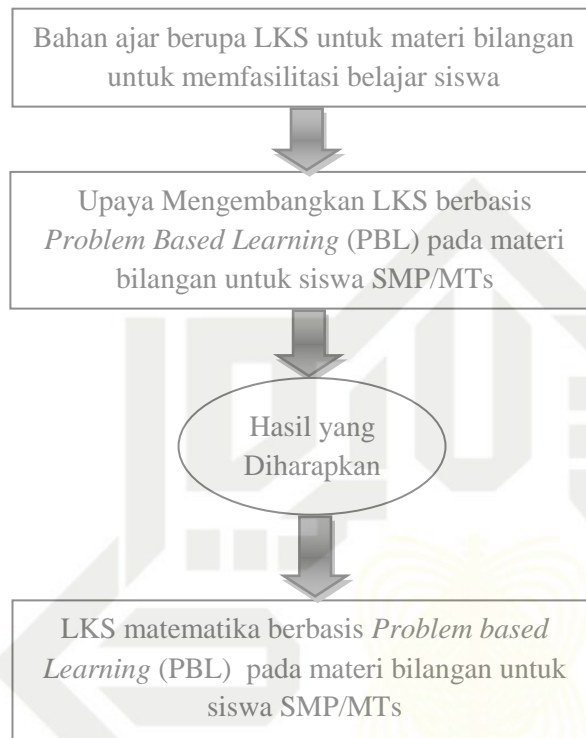 Bahan ajar berupa LKS untuk materi bilangan
untuk memfasilitasi belajar siswa
Upaya Mengembangkan LKS berbasis
Problem Based Learning (PBL) pada materi
bilangan untuk siswa SMP/MTs
Hasil yang
Diharapkan
LKS matematika berbasis Problem based
Learning (PBL) pada materi bilangan untuk
siswa SMP/MTs